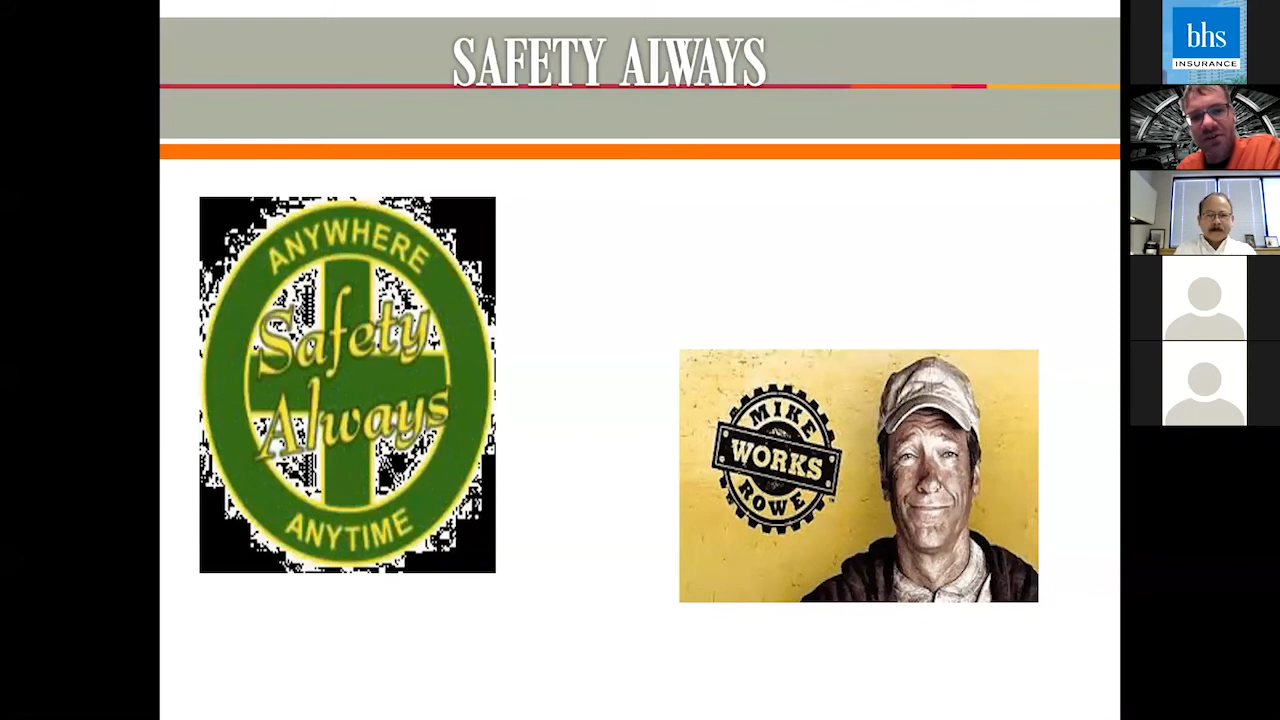 SAFETY ALWAYS
ANYWHERE
Safety
Always
ANYTIME
MIKE
WORKS
ROWE
bhs
INSURANCE